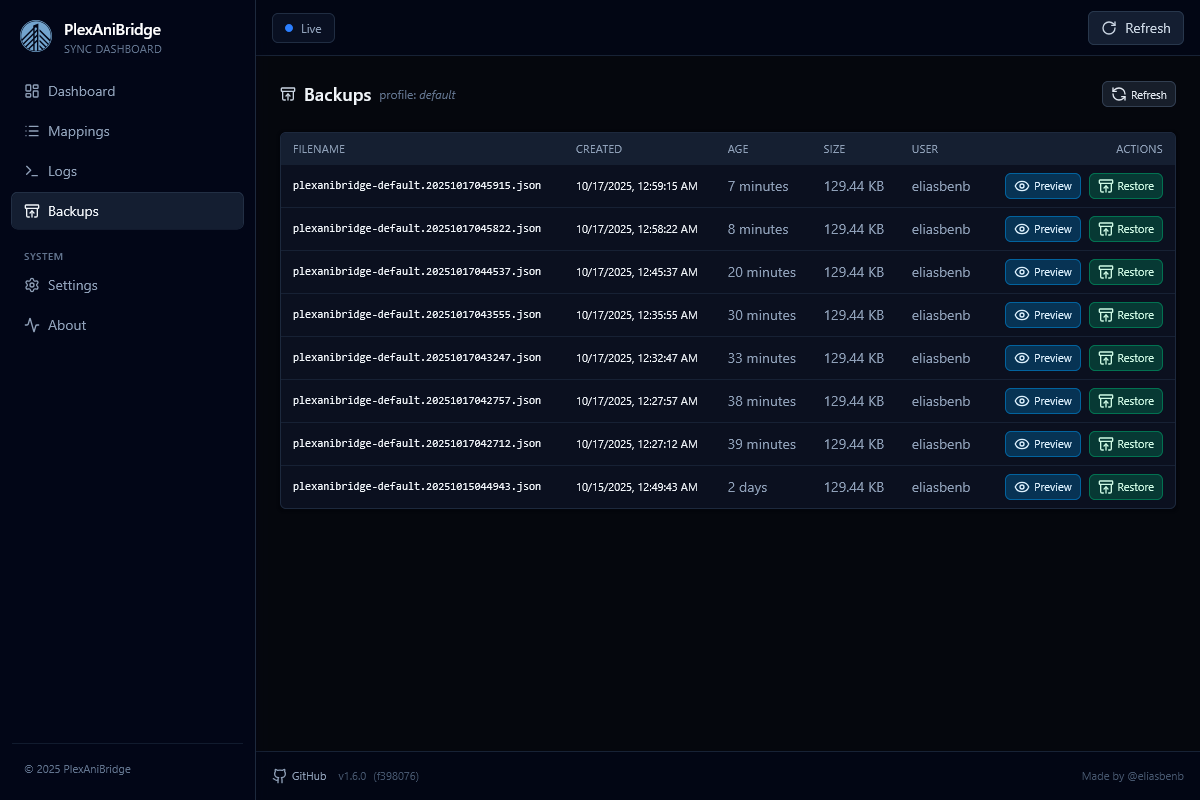 PlexAniBridge
SYNC DASHBOARD
Dashboard
Mappings
Logs
Backups
SYSTEM
Settings
About
© 2025 PlexAniBridge
Live
Refresh
Backups profile: default
Refresh
FILENAME CREATED AGE SIZE USER ACTIONS
plexanibridge-default.20251017045915.json 10/17/2025, 12:59:15 AM 7 minutes 129.44 KB eliasbenb Preview Restore
plexanibridge-default.20251017045822.json 10/17/2025, 12:58:22 AM 8 minutes 129.44 KB eliasbenb Preview Restore
plexanibridge-default.20251017044537.json 10/17/2025, 12:45:37 AM 20 minutes 129.44 KB eliasbenb Preview Restore
plexanibridge-default.20251017043555.json 10/17/2025, 12:35:55 AM 30 minutes 129.44 KB eliasbenb Preview Restore
plexanibridge-default.20251017043247.json 10/17/2025, 12:32:47 AM 33 minutes 129.44 KB eliasbenb Preview Restore
plexanibridge-default.20251017042757.json 10/17/2025, 12:27:57 AM 38 minutes 129.44 KB eliasbenb Preview Restore
plexanibridge-default.20251017042712.json 10/17/2025, 12:27:12 AM 39 minutes 129.44 KB eliasbenb Preview Restore
plexanibridge-default.20251015044943.json 10/15/2025, 12:49:43 AM 2 days 129.44 KB eliasbenb Preview Restore
GitHub v1.6.0 (f398076) Made by @eliasbenb